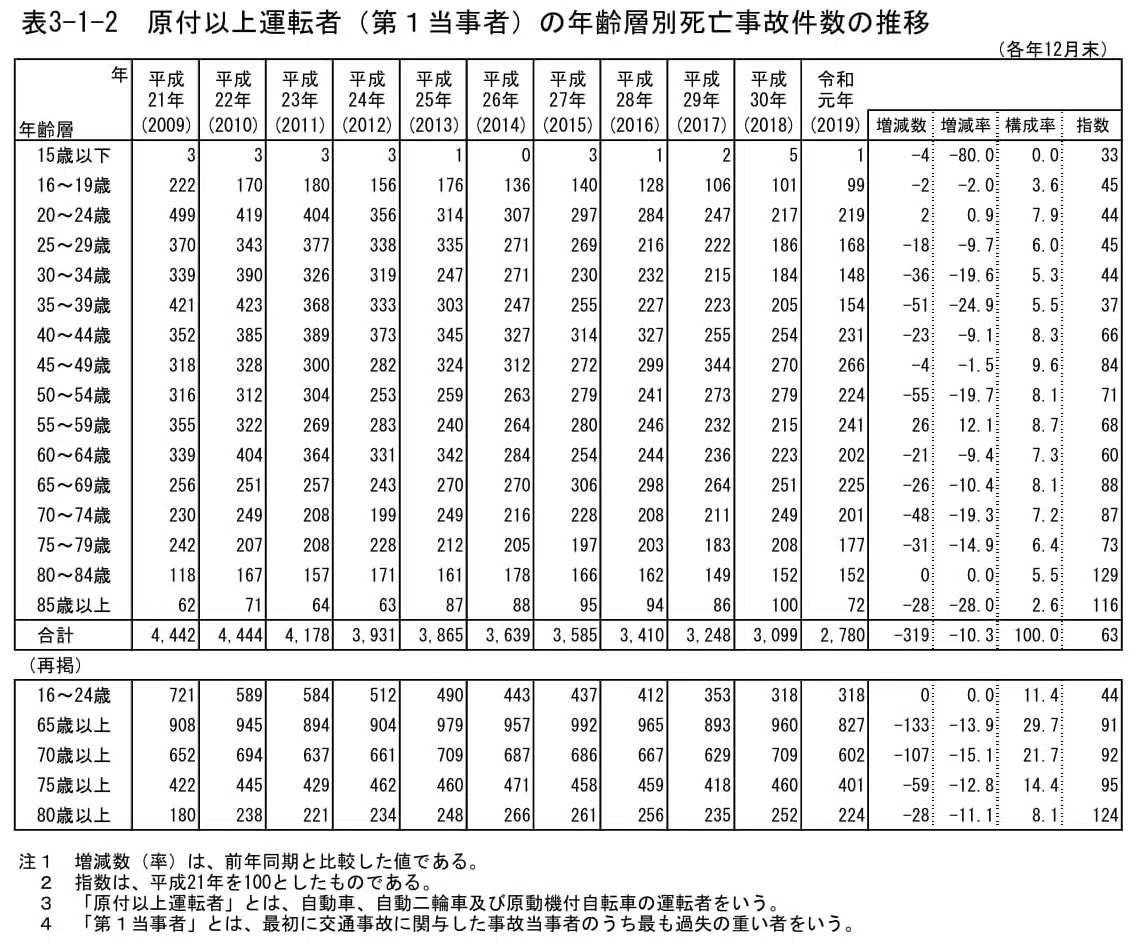 表3-1-2　原付以上運転者（第１当事者）の年齢層別死亡事故件数の推移
（各年12月末）
年 平成 平成 平成 平成 平成 平成 平成 平成 平成 平成 令和
21年 22年 23年 24年 25年 26年 27年 28年 29年 30年 元年
年齢層 (2009) (2010) (2011) (2012) (2013) (2014) (2015) (2016) (2017) (2018) (2019) 増減数 増減率 構成率 指数
15歳以下 3 3 3 3 1 0 3 1 2 5 1 -4 -80.0 0.0 33
16～19歳 222 170 180 156 176 136 140 128 106 101 99 -2 -2.0 3.6 45
20～24歳 499 419 404 356 314 307 297 284 247 217 219 2 0.9 7.9 44
25～29歳 370 343 377 338 335 271 269 216 222 186 168 -18 -9.7 6.0 45
30～34歳 339 390 326 319 247 271 230 232 215 184 148 -36 -19.6 5.3 44
35～39歳 421 423 368 333 303 247 255 227 223 205 154 -51 -24.9 5.5 37
40～44歳 352 385 389 373 345 327 314 327 255 254 231 -23 -9.1 8.3 66
45～49歳 318 328 300 282 324 312 272 299 344 270 266 -4 -1.5 9.6 84
50～54歳 316 312 304 253 259 263 279 241 273 279 224 -55 -19.7 8.1 71
55～59歳 355 322 269 283 240 264 280 246 232 215 241 26 12.1 8.7 68
60～64歳 339 404 364 331 342 284 254 244 236 223 202 -21 -9.4 7.3 60
65～69歳 256 251 257 243 270 270 306 298 264 251 225 -26 -10.4 8.1 88
70～74歳 230 249 208 199 249 216 228 208 211 249 201 -48 -19.3 7.2 87
75～79歳 242 207 208 228 212 205 197 203 183 208 177 -31 -14.9 6.4 73
80～84歳 118 167 157 171 161 178 166 162 149 152 152 0 0.0 5.5 129
85歳以上 62 71 64 63 87 88 95 94 86 100 72 -28 -28.0 2.6 116
合計 4,442 4,444 4,178 3,931 3,865 3,639 3,585 3,410 3,248 3,099 2,780 -319 -10.3 100.0 63
（再掲）
16～24歳 721 589 584 512 490 443 437 412 353 318 318 0 0.0 11.4 44
65歳以上 908 945 894 904 979 957 992 965 893 960 827 -133 -13.9 29.7 91
70歳以上 652 694 637 661 709 687 686 667 629 709 602 -107 -15.1 21.7 92
75歳以上 422 445 429 462 460 471 458 459 418 460 401 -59 -12.8 14.4 95
80歳以上 180 238 221 234 248 266 261 256 235 252 224 -28 -11.1 8.1 124
注１　増減数（率）は、前年同期と比較した値である。
２　指数は、平成21年を100としたものである。
３　「原付以上運転者」とは、自動車、自動二輪車及び原動機付自転車の運転者をいう。
４　「第１当事者」とは、最初に交通事故に関与した事故当事者のうち最も過失の重い者をいう。